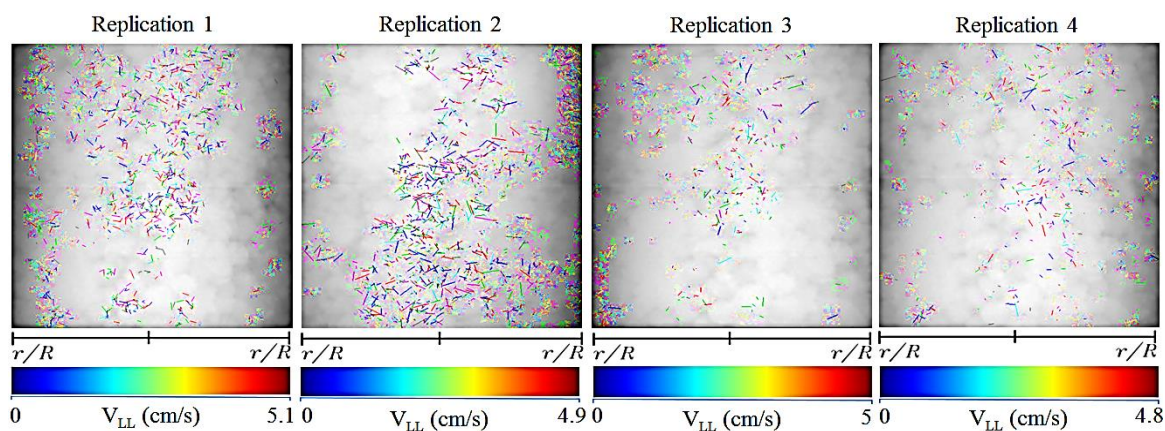 Replication 1
Replication 2
Replication 3
Replication 4
r/R r/R r/R r/R r/R r/R r/R r/R
0 V_LL (cm/s) 5.1
0 V_LL (cm/s) 4.9
0 V_LL (cm/s) 5
0 V_LL (cm/s) 4.8